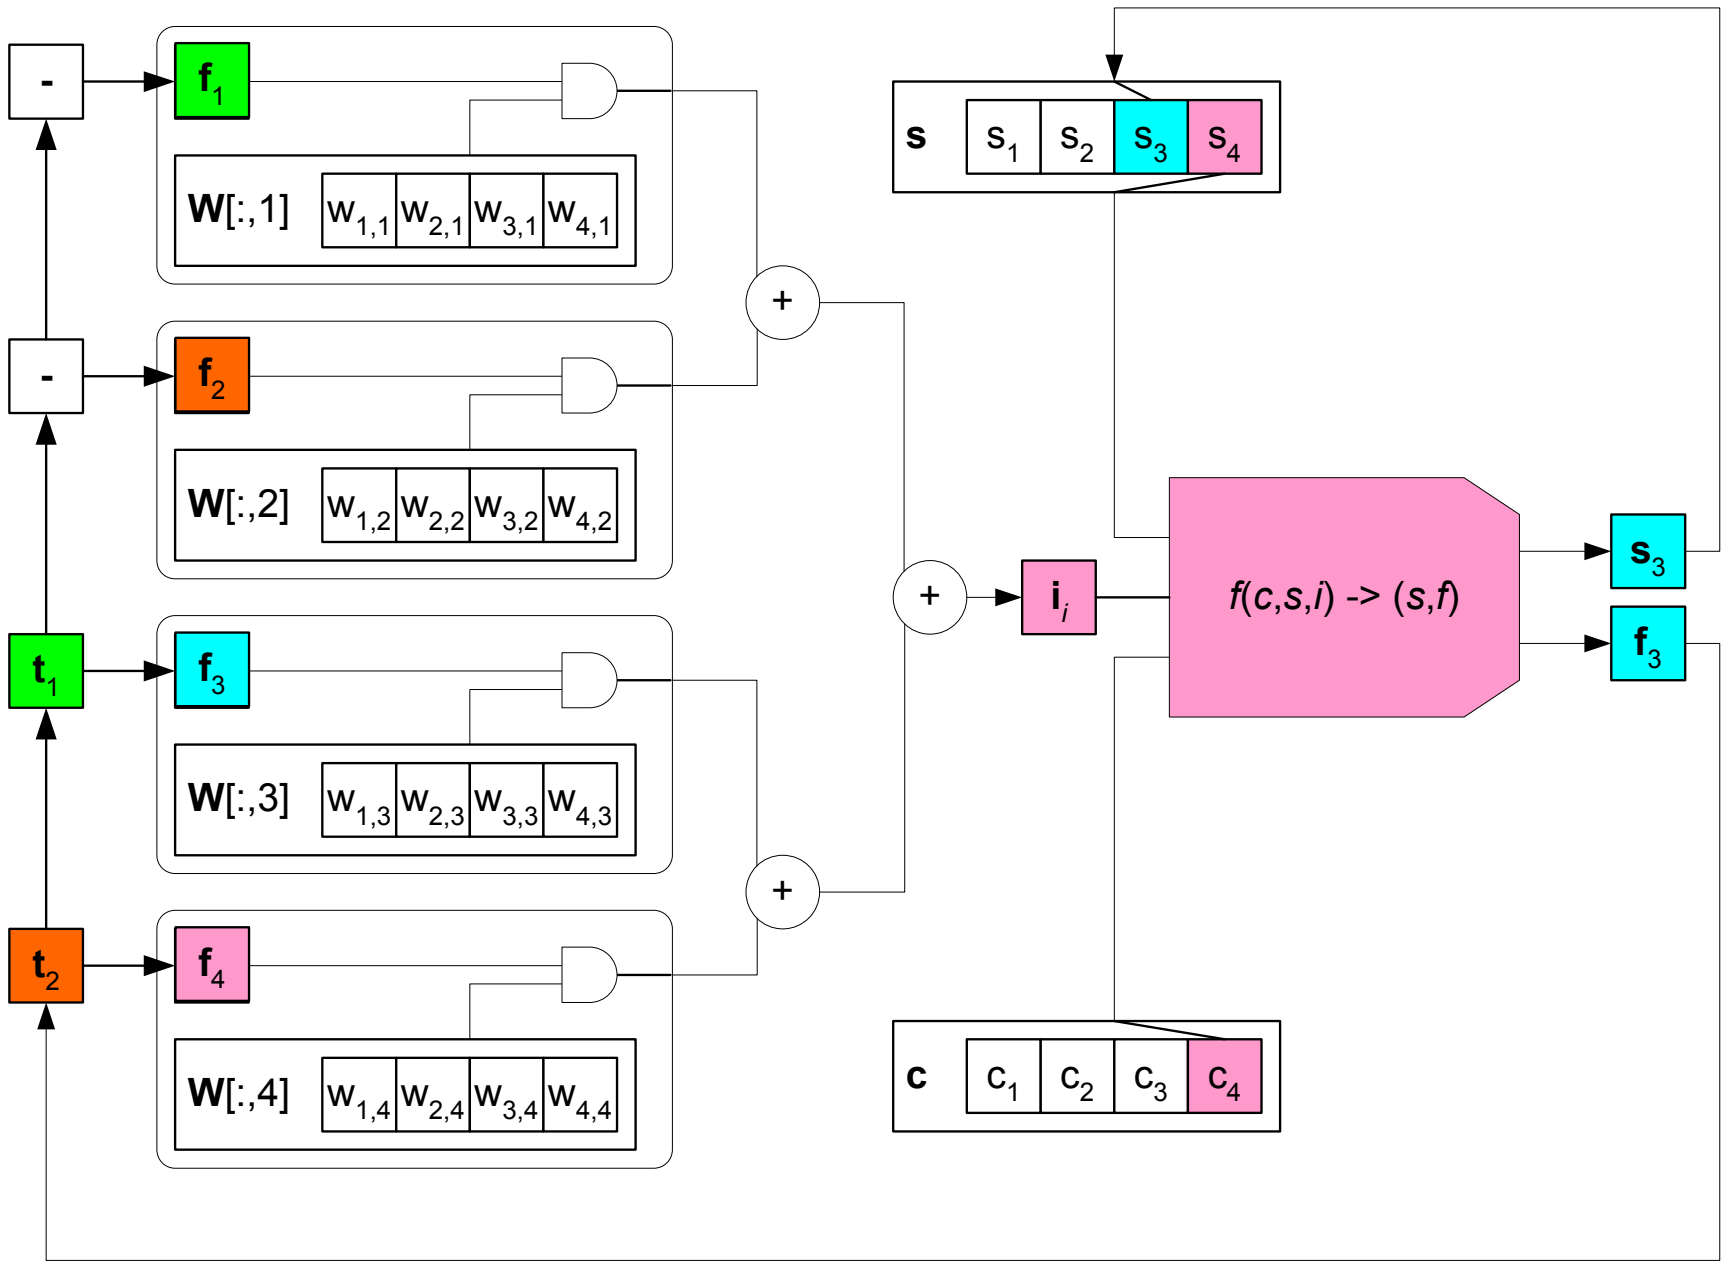 -
f1
W[:,1] w1,1 w2,1 w3,1 w4,1
+
-
f2
W[:,2] w1,2 w2,2 w3,2 w4,2
t1
f3
W[:,3] w1,3 w2,3 w3,3 w4,3
+
t2
f4
W[:,4] w1,4 w2,4 w3,4 w4,4
+
ii
s s1 s2 s3 s4
f(c,s,i) -> (s,f)
s3
f3
c c1 c2 c3 c4